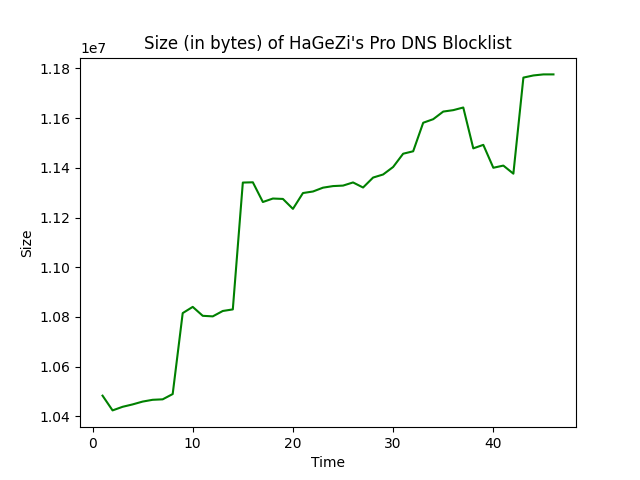 Size (in bytes) of HaGeZi's Pro DNS Blocklist
1e7
1.18
1.16
1.14
1.12
1.10
1.08
1.06
1.04
Size
0 10 20 30 40
Time